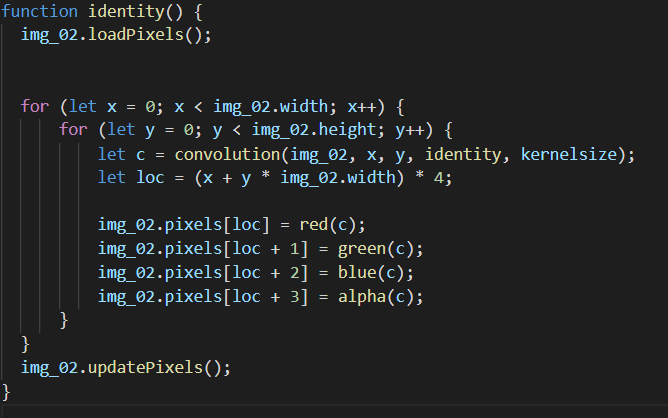 function identity() {
img_02.loadPixels();
for (let x = 0; x < img_02.width; x++) {
for (let y = 0; y < img_02.height; y++) {
let c = convolution(img_02, x, y, identity, kernelsize);
let loc = (x + y * img_02.width) * 4;
img_02.pixels[loc] = red(c);
img_02.pixels[loc + 1] = green(c);
img_02.pixels[loc + 2] = blue(c);
img_02.pixels[loc + 3] = alpha(c);
}
}
img_02.updatePixels();
}